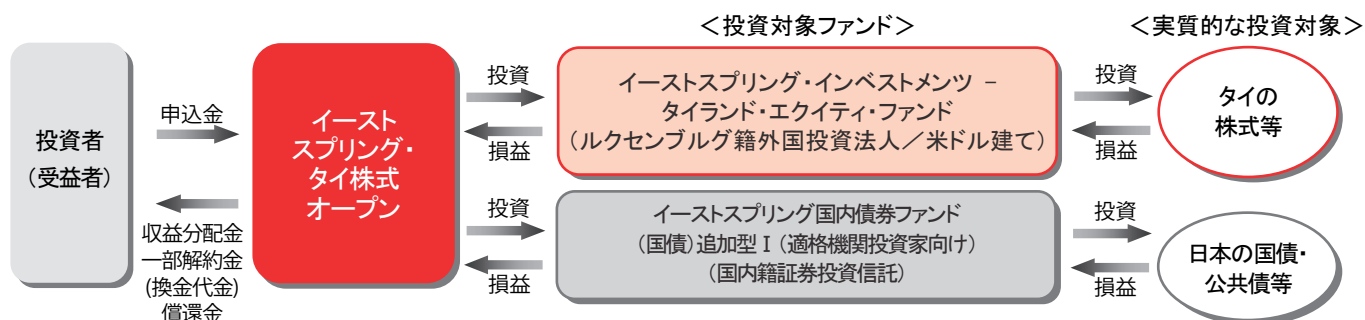 ＜投資対象ファンド＞
＜実質的な投資対象＞
投資者
（受益者）
申込金
収益分配金
一部解約金
(換金代金)
償還金
イースト
スプリング・
タイ株式
オープン
投資
損益
イーストスプリング・インベストメンツ －
タイランド・エクイティ・ファンド
（ルクセンブルグ籍外国投資法人／米ドル建て）
投資
損益
タイの
株式等
投資
損益
イーストスプリング国内債券ファンド
（国債）追加型Ⅰ（適格機関投資家向け）
（国内籍証券投資信託）
投資
損益
日本の国債・
公共債等